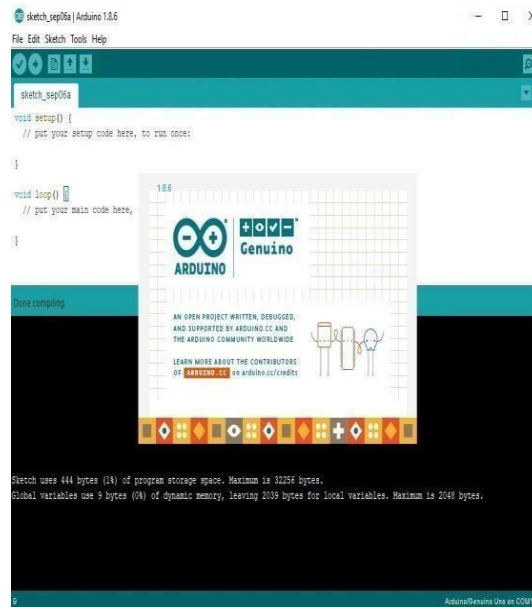 sketch_sep06a | Arduino 1.8.6
File Edit Sketch Tools Help
sketch_sep06a
void setup() {
// put your setup code here, to run once:
}
void loop() {
// put your main code here,
}
1.8.6
ARDUINO
Genuino
AN OPEN PROJECT WRITTEN, DEBUGGED,
AND SUPPORTED BY ARDUINO.CC AND
THE ARDUINO COMMUNITY WORLDWIDE
LEARN MORE ABOUT THE CONTRIBUTORS
OF ARDUINO.CC on arduino.cc/credits
Done compiling.
Sketch uses 444 bytes (1%) of program storage space. Maximum is 32256 bytes.
Global variables use 9 bytes (0%) of dynamic memory, leaving 2039 bytes for local variables. Maximum is 2048 bytes.
9
Arduino/Genuino Uno on